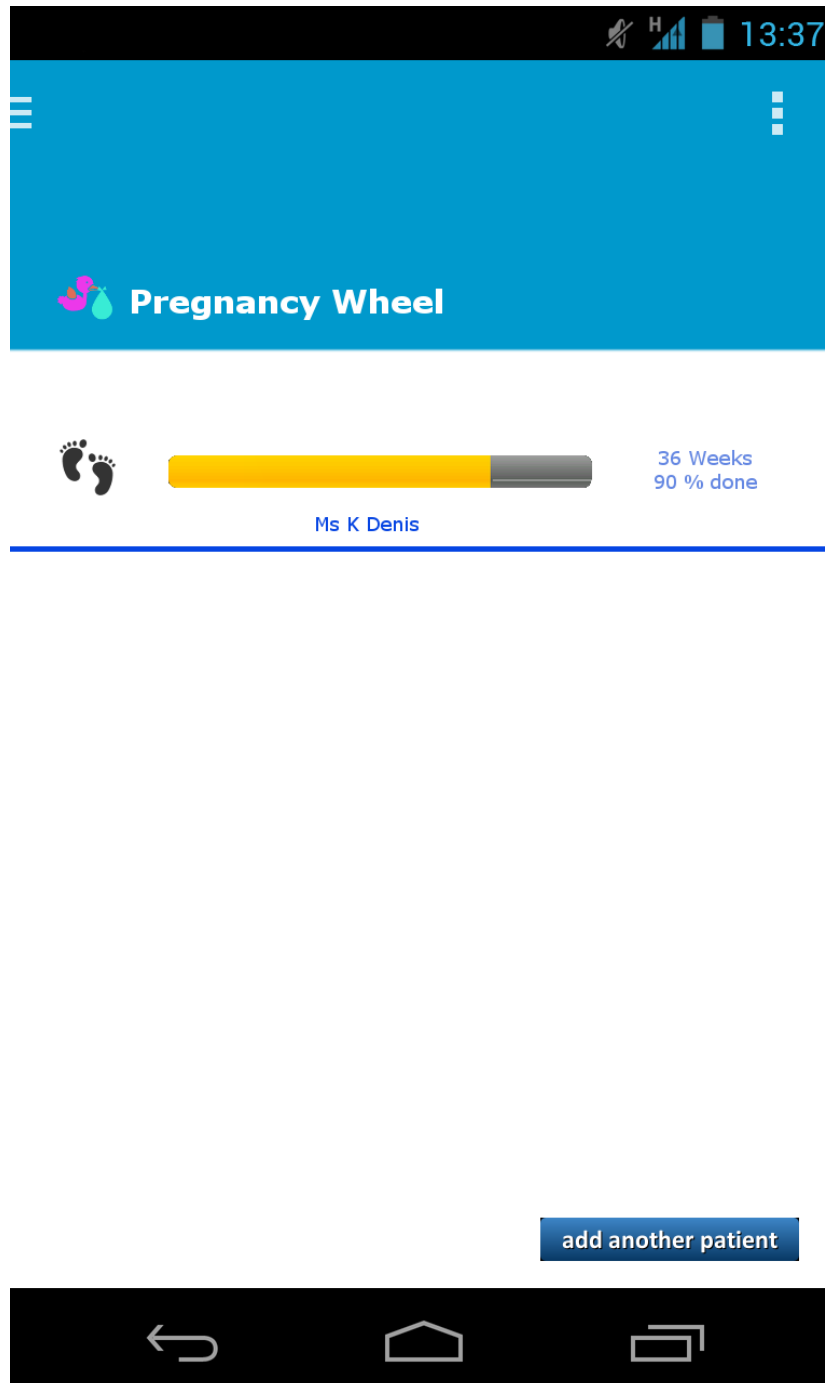 H 13:37
Pregnancy Wheel
36 Weeks
90 % done
Ms K Denis
add another patient